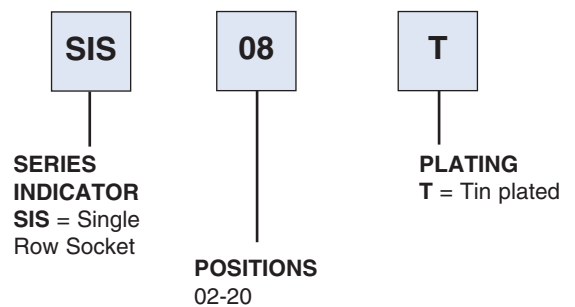 SIS 08 T
SERIES
INDICATOR
SIS = Single
Row Socket
POSITIONS
02-20
PLATING
T = Tin plated